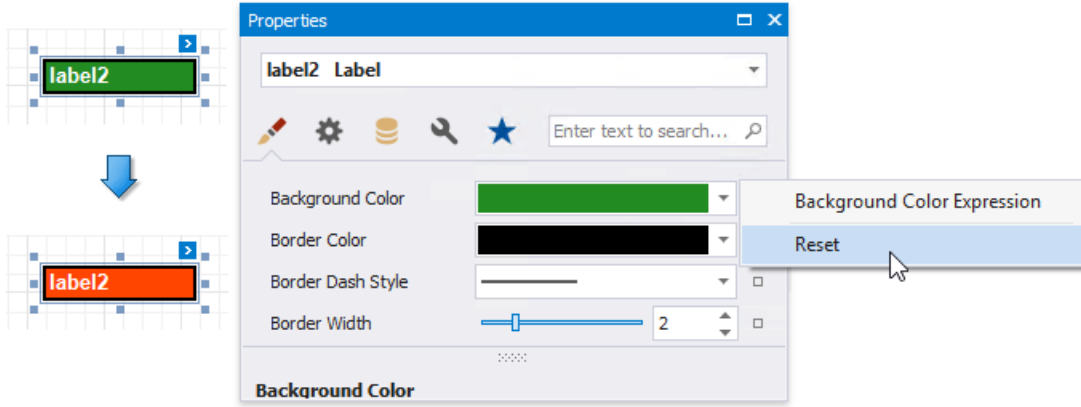 label2
label2
Properties
label2 Label
Enter text to search...
Background Color
Border Color
Border Dash Style
Border Width
2
Background Color
Background Color Expression
Reset